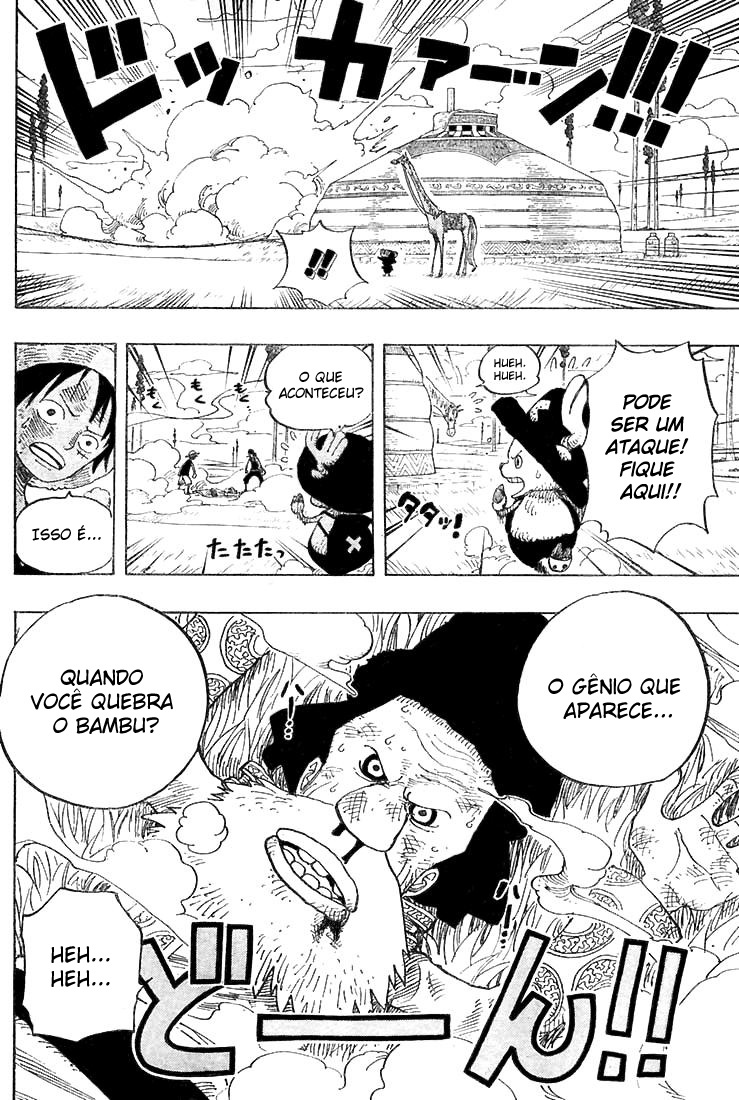 ドッカァーーン!!!
!!
PODE
SER UM
ATAQUE!
FIQUE
AQUI!!
HUEH.
HUEH.
タタッ!
O QUE
ACONTECEU?
もく
もく
たたたっ
ISSO É...
O GÊNIO QUE
APARECE...
QUANDO
VOCÊ QUEBRA
O BAMBU?
HEH...
HEH...
どーーん!!